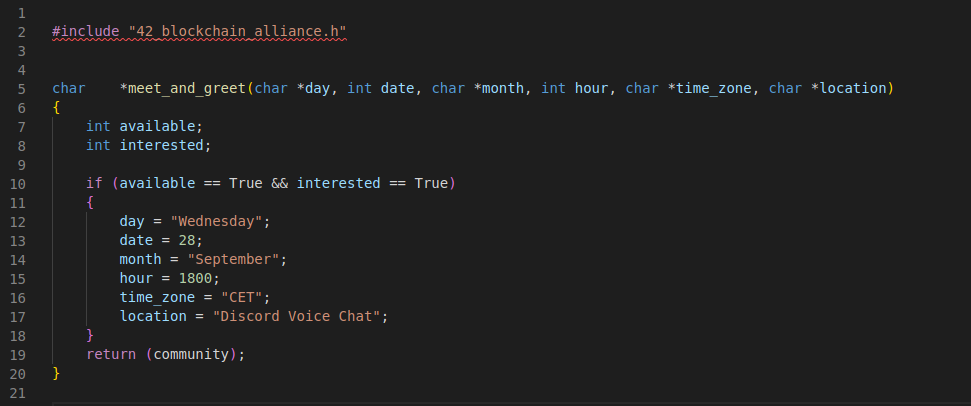 1
2 #include "42_blockchain_alliance.h"
3
4
5 char    *meet_and_greet(char *day, int date, char *month, int hour, char *time_zone, char *location)
6 {
7     int available;
8     int interested;
9
10     if (available == True && interested == True)
11     {
12         day = "Wednesday";
13         date = 28;
14         month = "September";
15         hour = 1800;
16         time_zone = "CET";
17         location = "Discord Voice Chat";
18     }
19     return (community);
20 }
21